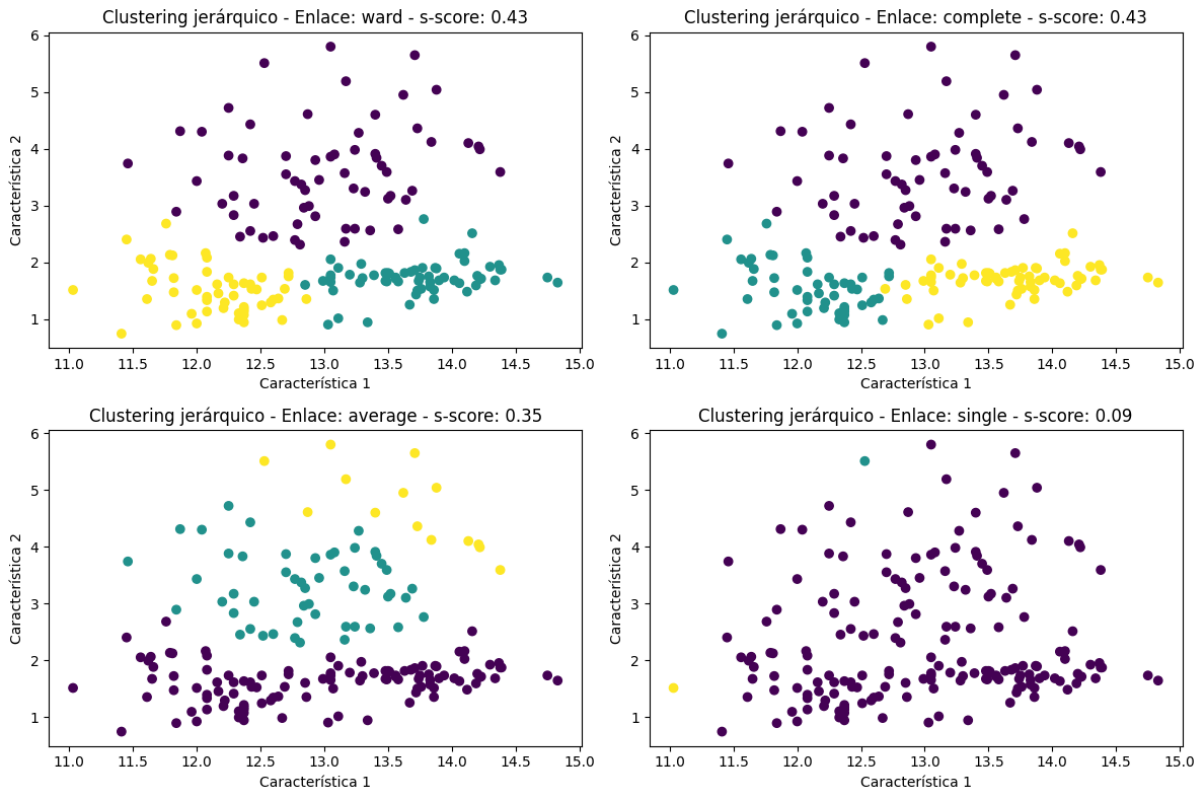 Clustering jerárquico - Enlace: ward - s-score: 0.43
6
5
4
3
2
1
Característica 2
11.0 11.5 12.0 12.5 13.0 13.5 14.0 14.5 15.0
Característica 1
Clustering jerárquico - Enlace: complete - s-score: 0.43
6
5
4
3
2
1
Característica 2
11.0 11.5 12.0 12.5 13.0 13.5 14.0 14.5 15.0
Característica 1
Clustering jerárquico - Enlace: average - s-score: 0.35
6
5
4
3
2
1
Característica 2
11.0 11.5 12.0 12.5 13.0 13.5 14.0 14.5 15.0
Característica 1
Clustering jerárquico - Enlace: single - s-score: 0.09
6
5
4
3
2
1
Característica 2
11.0 11.5 12.0 12.5 13.0 13.5 14.0 14.5 15.0
Característica 1